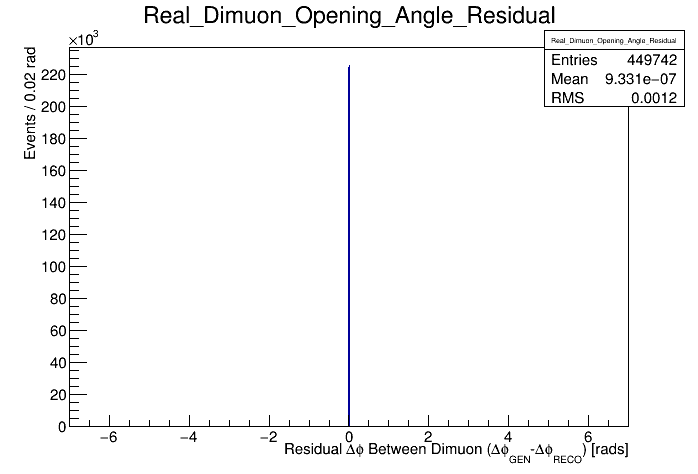 Real_Dimuon_Opening_Angle_Residual
×10³
Real_Dimuon_Opening_Angle_Residual
Entries 449742
Mean 9.331e−07
RMS 0.0012
Events / 0.02 rad
220
200
180
160
140
120
100
80
60
40
20
0
−6 −4 −2 0 2 4 6
Residual Δϕ Between Dimuon (Δϕ_GEN-Δϕ_RECO) [rads]